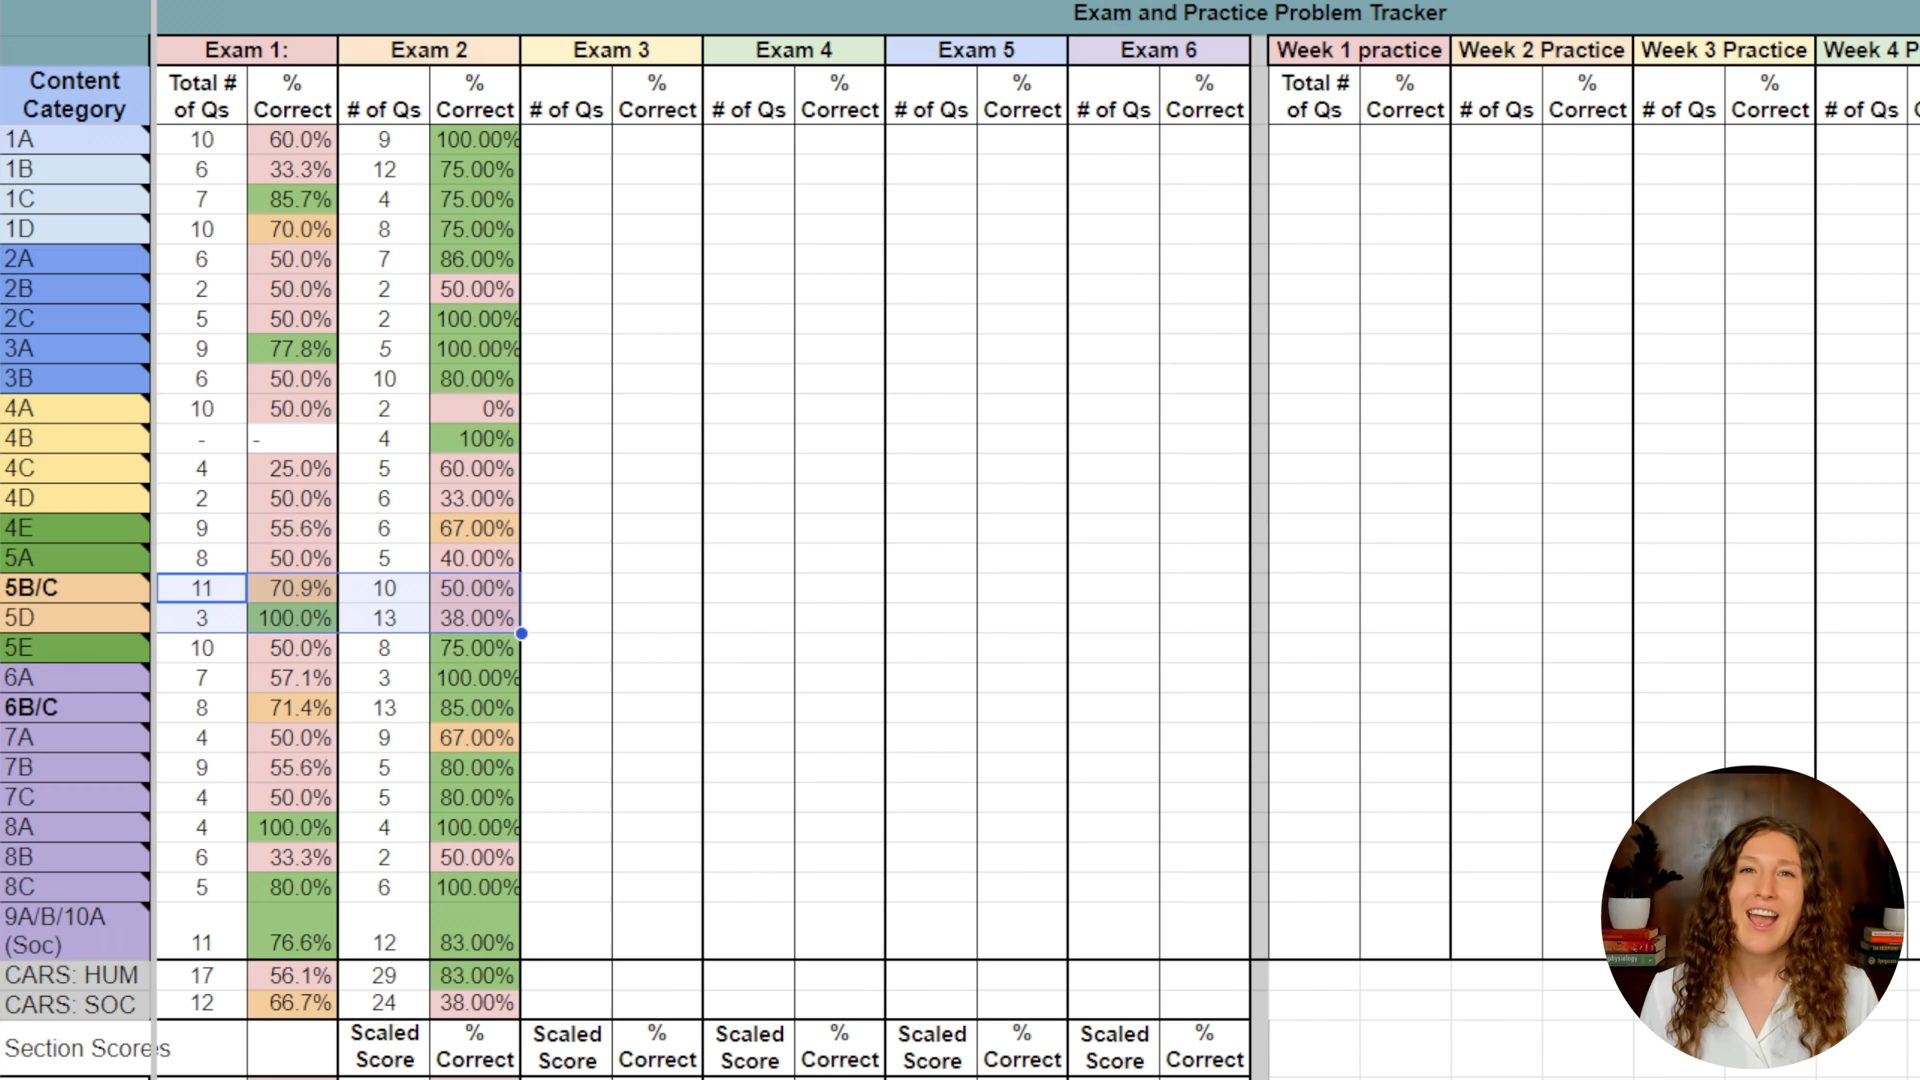 Exam and Practice Problem Tracker
Exam 1: Exam 2 Exam 3 Exam 4 Exam 5 Exam 6 Week 1 practice Week 2 Practice Week 3 Practice Week 4 P
Content Category Total # of Qs % Correct # of Qs % Correct # of Qs % Correct # of Qs % Correct # of Qs % Correct # of Qs % Correct Total # of Qs % Correct # of Qs % Correct # of Qs % Correct # of Qs C
1A 10 60.0% 9 100.00%
1B 6 33.3% 12 75.00%
1C 7 85.7% 4 75.00%
1D 10 70.0% 8 75.00%
2A 6 50.0% 7 86.00%
2B 2 50.0% 2 50.00%
2C 5 50.0% 2 100.00%
3A 9 77.8% 5 100.00%
3B 6 50.0% 10 80.00%
4A 10 50.0% 2 0%
4B - - 4 100%
4C 4 25.0% 5 60.00%
4D 2 50.0% 6 33.00%
4E 9 55.6% 6 67.00%
5A 8 50.0% 5 40.00%
5B/C 11 70.9% 10 50.00%
5D 3 100.0% 13 38.00%
5E 10 50.0% 8 75.00%
6A 7 57.1% 3 100.00%
6B/C 8 71.4% 13 85.00%
7A 4 50.0% 9 67.00%
7B 9 55.6% 5 80.00%
7C 4 50.0% 5 80.00%
8A 4 100.0% 4 100.00%
8B 6 33.3% 2 50.00%
8C 5 80.0% 6 100.00%
9A/B/10A
(Soc) 11 76.6% 12 83.00%
CARS: HUM 17 56.1% 29 83.00%
CARS: SOC 12 66.7% 24 38.00%
Section Scores Scaled Score % Correct Scaled Score % Correct Scaled Score % Correct Scaled Score % Correct Scaled Score % Correct